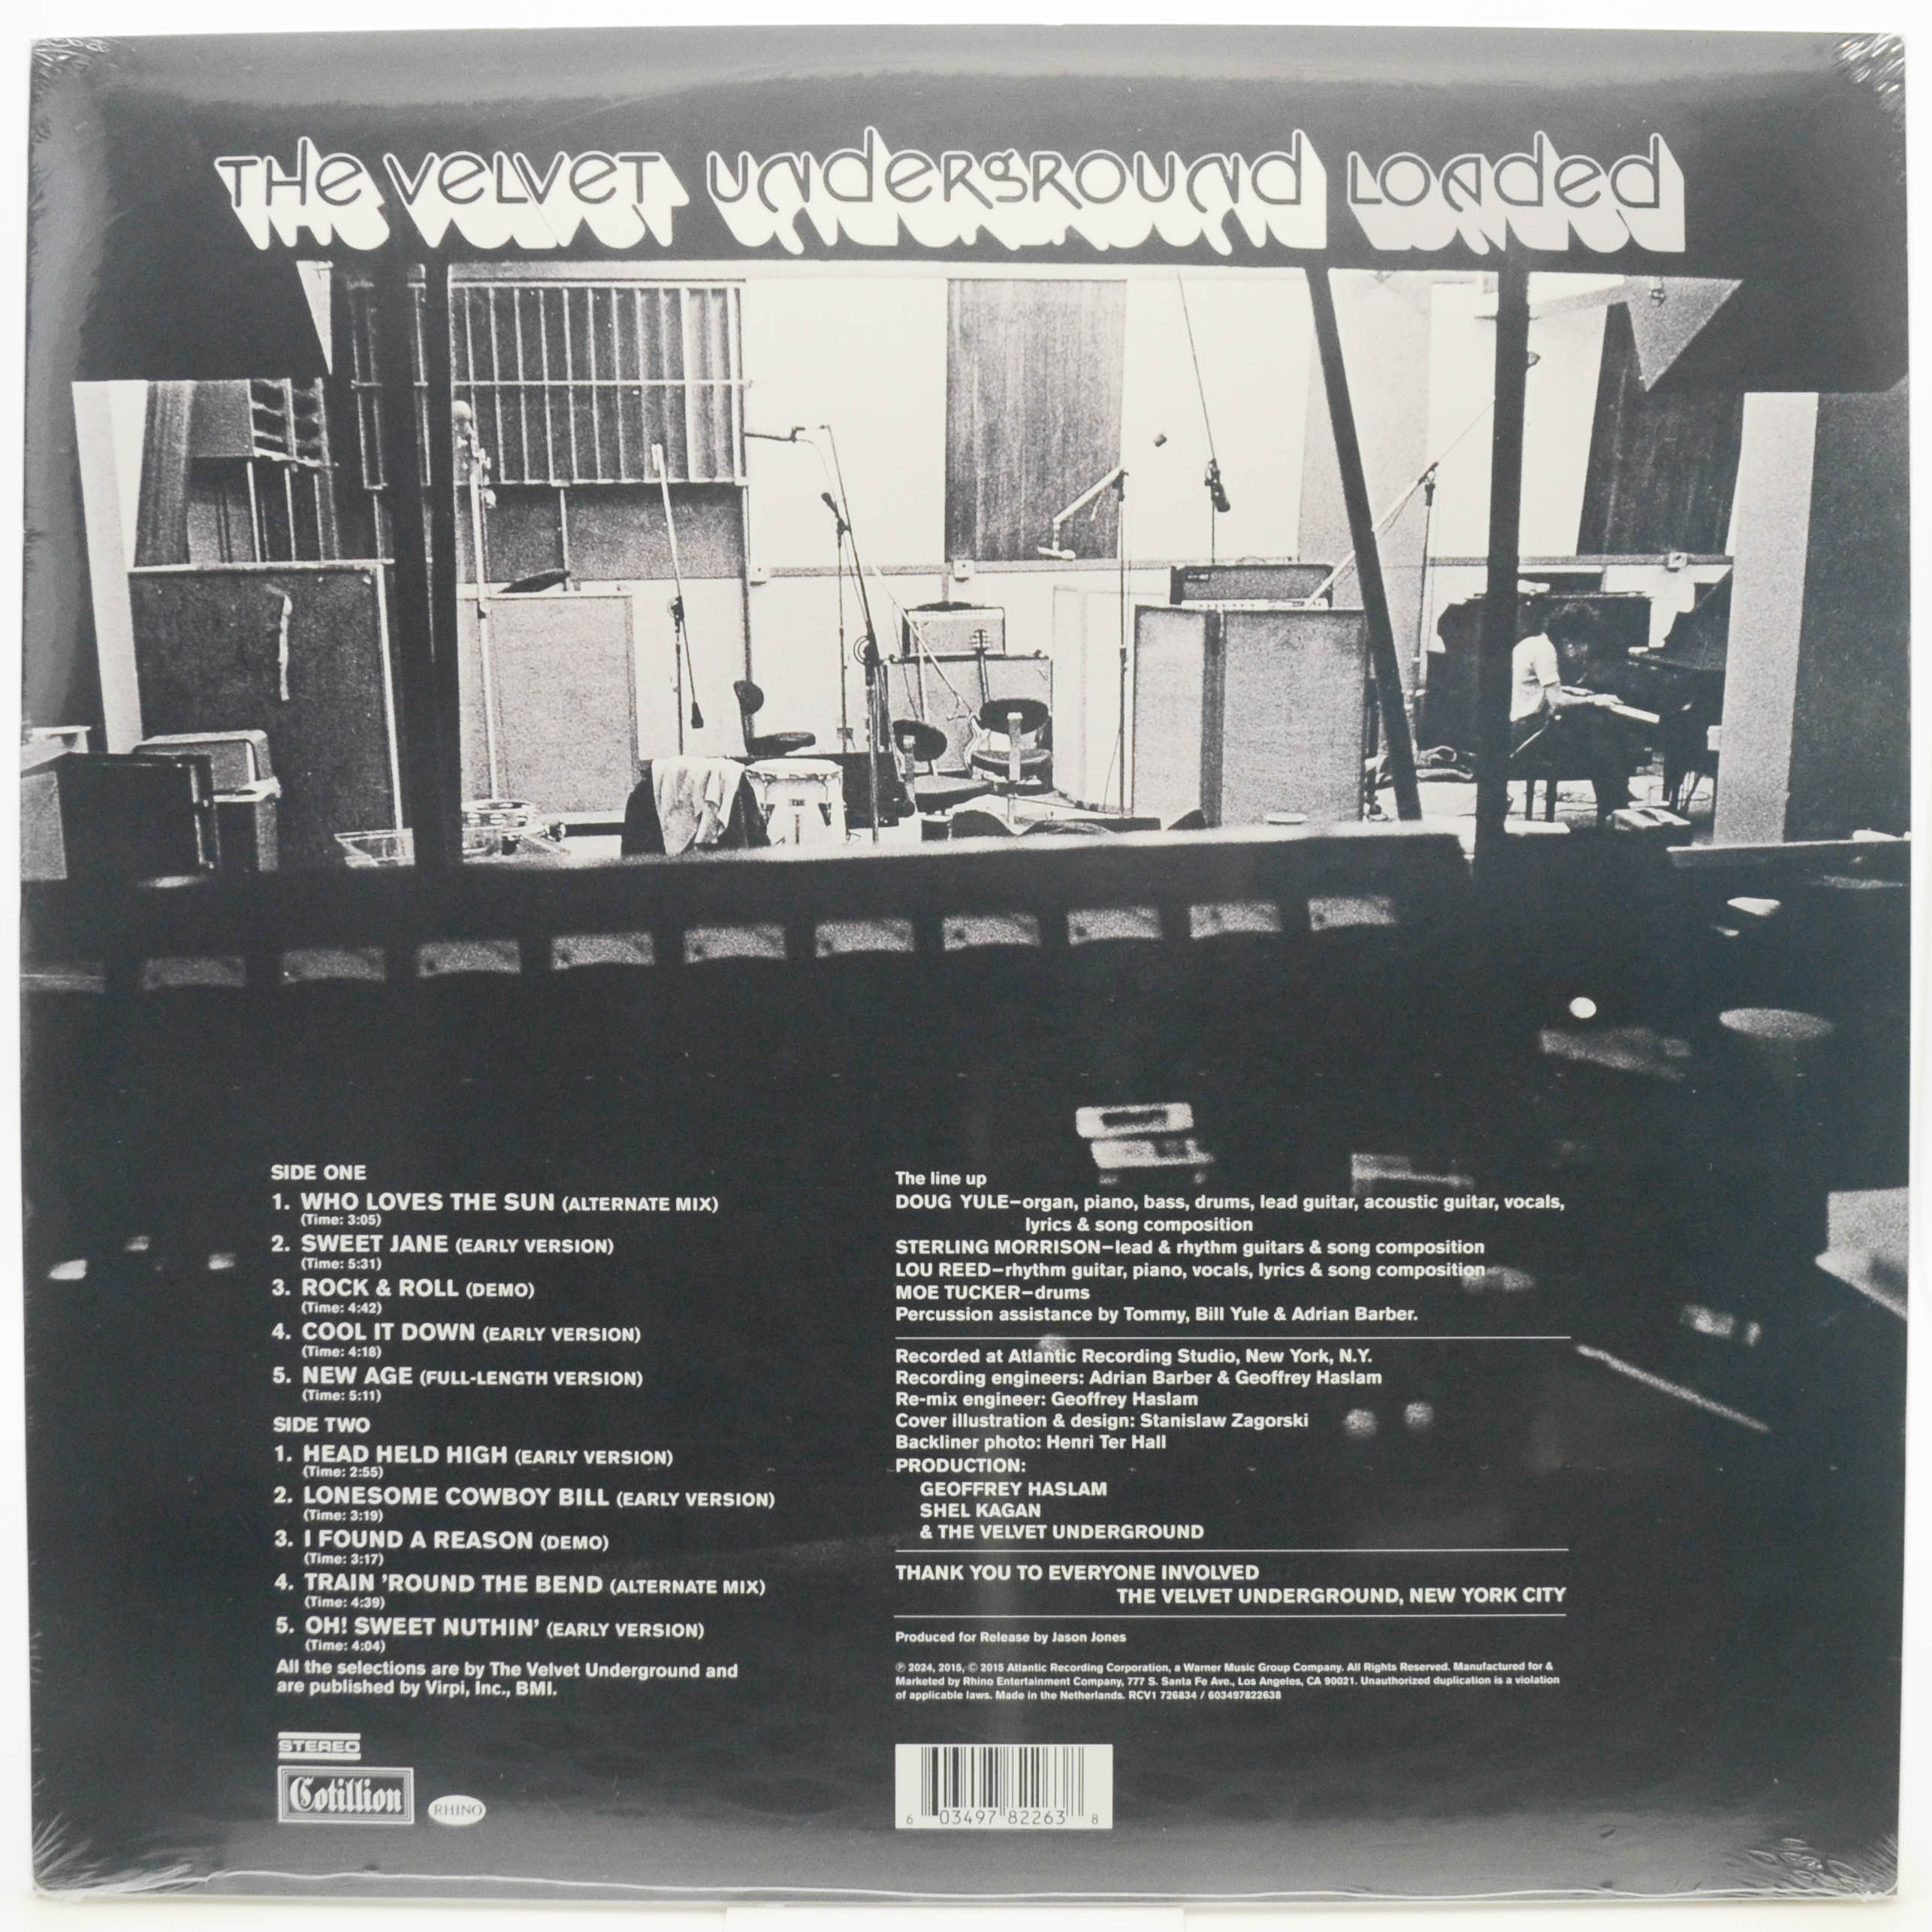 THE VELVET UNDERGROUND LOADED
SIDE ONE
1. WHO LOVES THE SUN (ALTERNATE MIX)
(Time: 3:05)
2. SWEET JANE (EARLY VERSION)
(Time: 5:31)
3. ROCK & ROLL (DEMO)
(Time: 4:42)
4. COOL IT DOWN (EARLY VERSION)
(Time: 4:18)
5. NEW AGE (FULL-LENGTH VERSION)
(Time: 5:11)
SIDE TWO
1. HEAD HELD HIGH (EARLY VERSION)
(Time: 2:55)
2. LONESOME COWBOY BILL (EARLY VERSION)
(Time: 3:19)
3. I FOUND A REASON (DEMO)
(Time: 3:17)
4. TRAIN ’ROUND THE BEND (ALTERNATE MIX)
(Time: 4:39)
5. OH! SWEET NUTHIN’ (EARLY VERSION)
(Time: 4:04)
All the selections are by The Velvet Underground and
are published by Virpi, Inc., BMI.
STEREO
Cotillion
RHINO
The line up
DOUG YULE–organ, piano, bass, drums, lead guitar, acoustic guitar, vocals,
lyrics & song composition
STERLING MORRISON–lead & rhythm guitars & song composition
LOU REED–rhythm guitar, piano, vocals, lyrics & song composition
MOE TUCKER–drums
Percussion assistance by Tommy, Bill Yule & Adrian Barber.
Recorded at Atlantic Recording Studio, New York, N.Y.
Recording engineers: Adrian Barber & Geoffrey Haslam
Re-mix engineer: Geoffrey Haslam
Cover illustration & design: Stanislaw Zagorski
Backliner photo: Henri Ter Hall
PRODUCTION:
GEOFFREY HASLAM
SHEL KAGAN
& THE VELVET UNDERGROUND
THANK YOU TO EVERYONE INVOLVED
THE VELVET UNDERGROUND, NEW YORK CITY
Produced for Release by Jason Jones
℗ 2024, 2015, © 2015 Atlantic Recording Corporation, a Warner Music Group Company. All Rights Reserved. Manufactured for &
Marketed by Rhino Entertainment Company, 777 S. Santa Fe Ave., Los Angeles, CA 90021. Unauthorized duplication is a violation
of applicable laws. Made in the Netherlands. RCV1 726834 / 603497822638
6 03497 82263 8